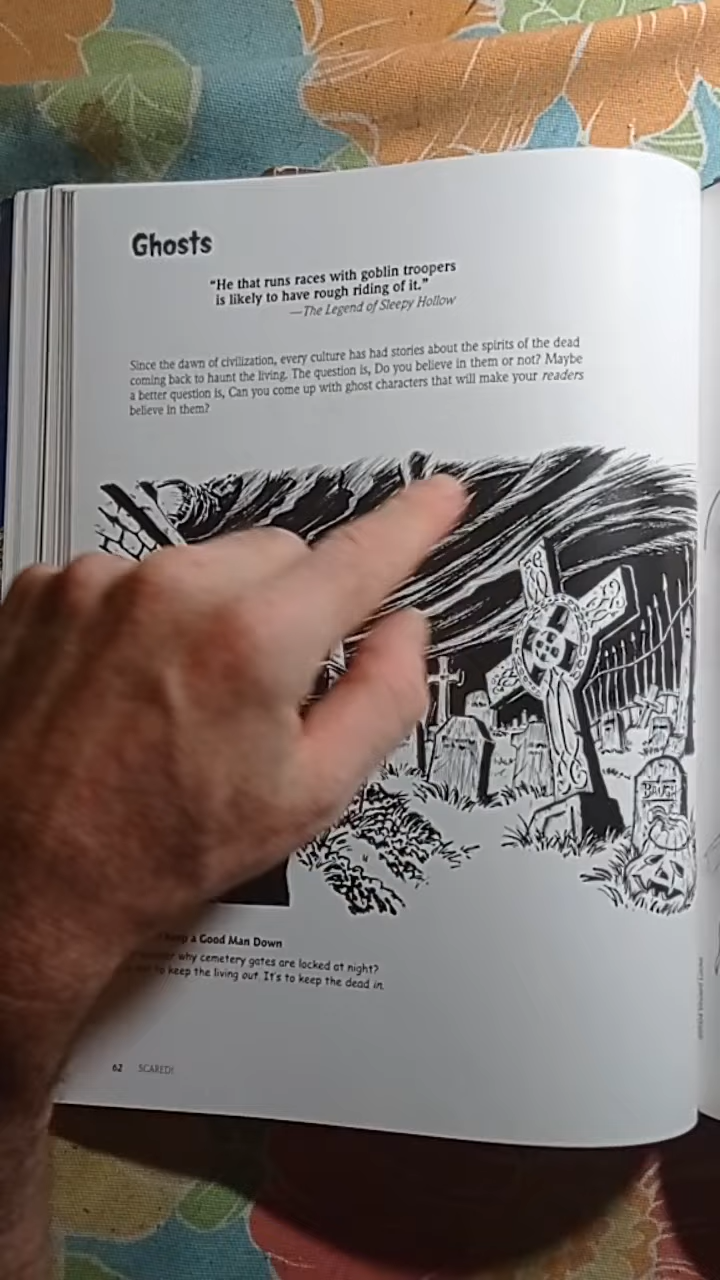 Ghosts
"He that runs races with goblin troopers
is likely to have rough riding of it."
—The Legend of Sleepy Hollow
Since the dawn of civilization, every culture has had stories about the spirits of the dead
coming back to haunt the living. The question is, Do you believe in them or not? Maybe
a better question is, Can you come up with ghost characters that will make your readers
believe in them?
BAUGH
a Good Man Down
why cemetery gates are locked at night?
to keep the living out. It's to keep the dead in.
62 SCARED!